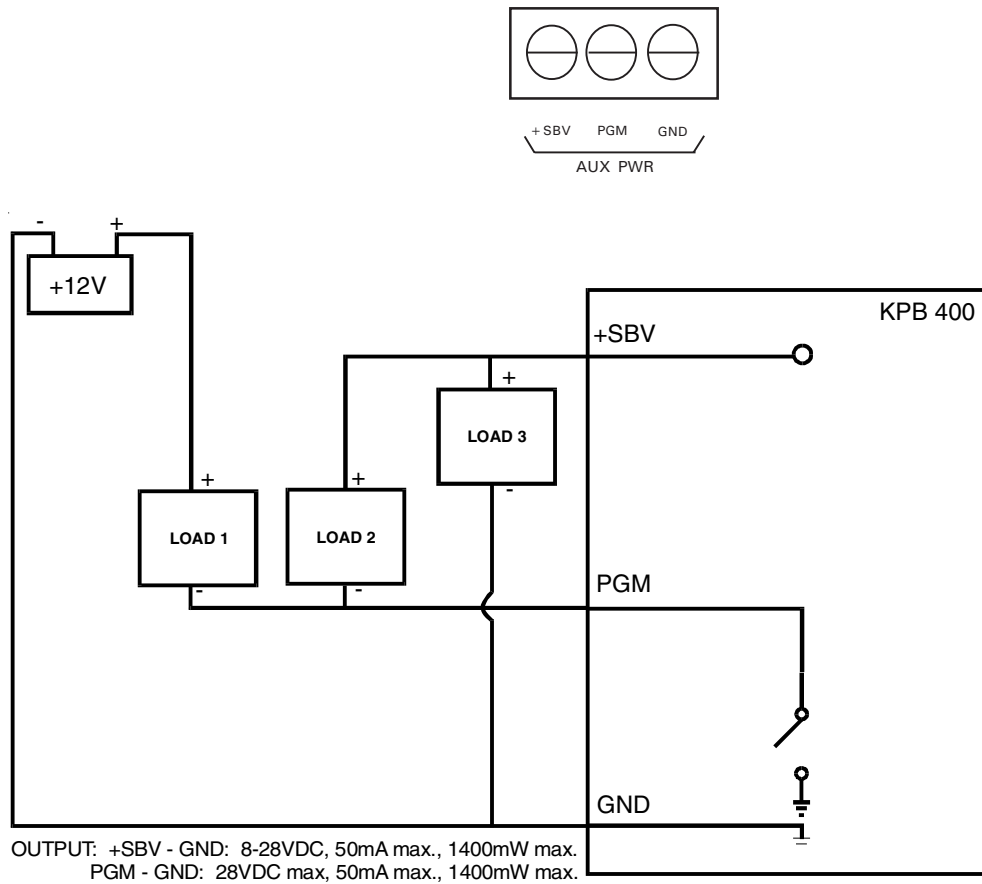 + SBV PGM GND
AUX PWR
- +
+12V
KPB 400
+SBV
+
LOAD 3
-
+ +
LOAD 1 LOAD 2
- -
PGM
GND
OUTPUT: +SBV - GND: 8-28VDC, 50mA max., 1400mW max.
PGM - GND: 28VDC max, 50mA max., 1400mW max.